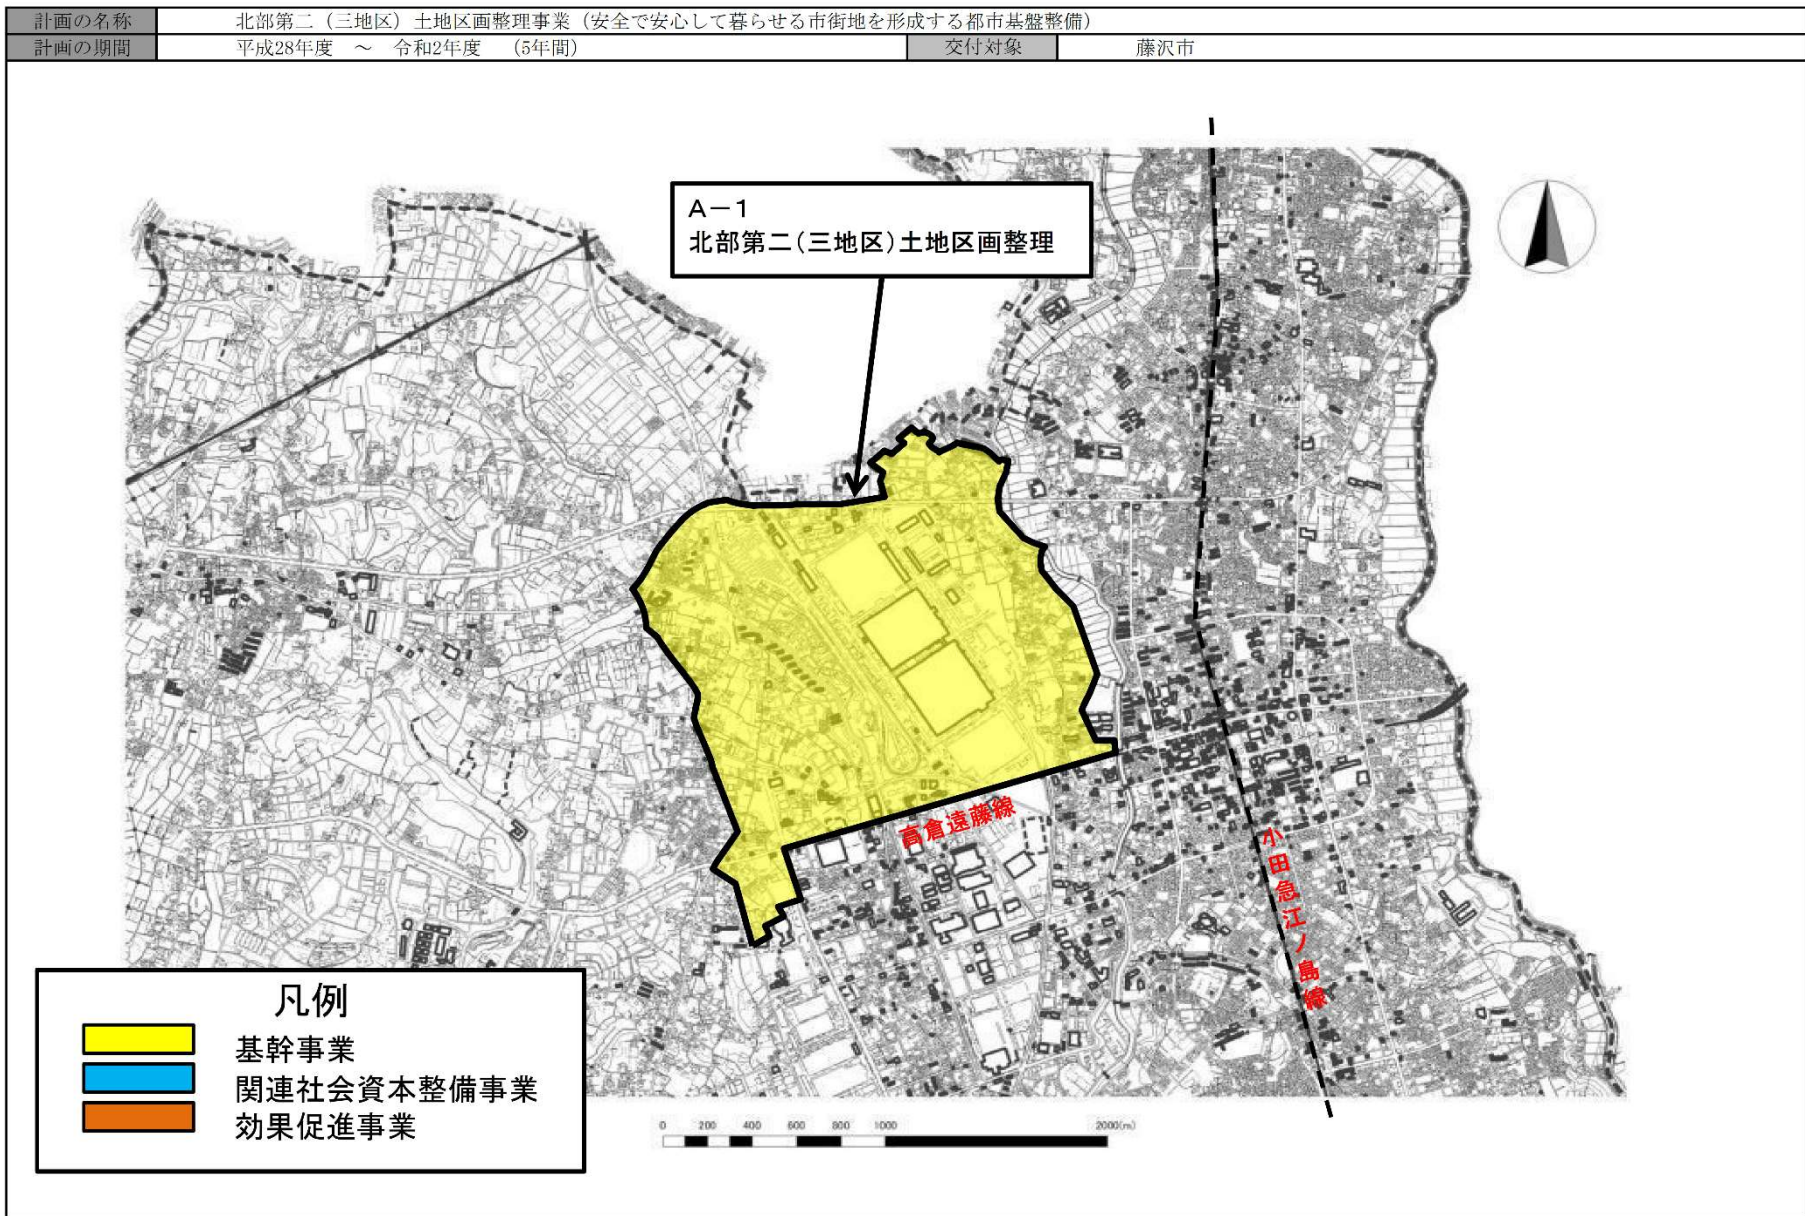 計画の名称 北部第二（三地区）土地区画整理事業（安全で安心して暮らせる市街地を形成する都市基盤整備）
計画の期間 平成28年度 ～ 令和2年度 （5年間） 交付対象 藤沢市
A－1
北部第二（三地区）土地区画整理
高倉遠藤線
小田急江ノ島線
凡例
基幹事業
関連社会資本整備事業
効果促進事業
0 200 400 600 800 1000 2000(m)